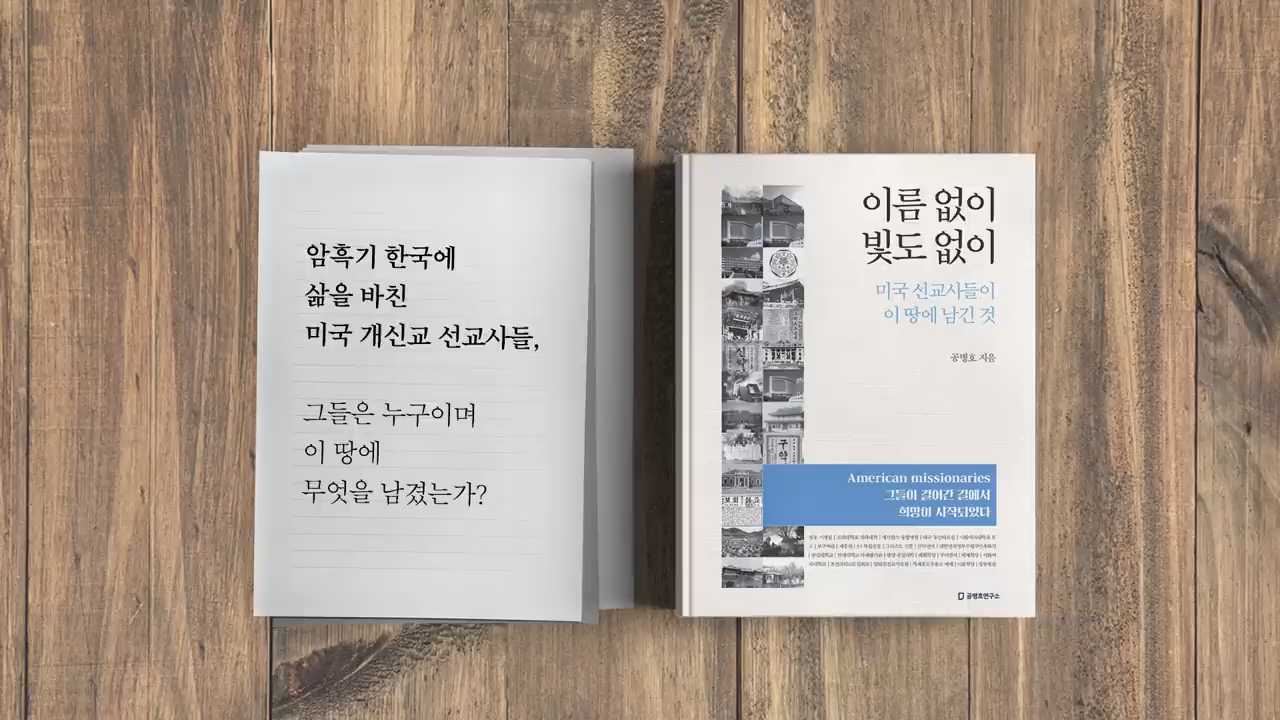 암흑기 한국에
삶을 바친
미국 개신교 선교사들,
그들은 누구이며
이 땅에
무엇을 남겼는가?
이름 없이
빛도 없이
미국 선교사들이
이 땅에 남긴 것
공병호 지음
구약
American missionaries
그들이 걸어간 길에서
희망이 시작되었다
공병호연구소